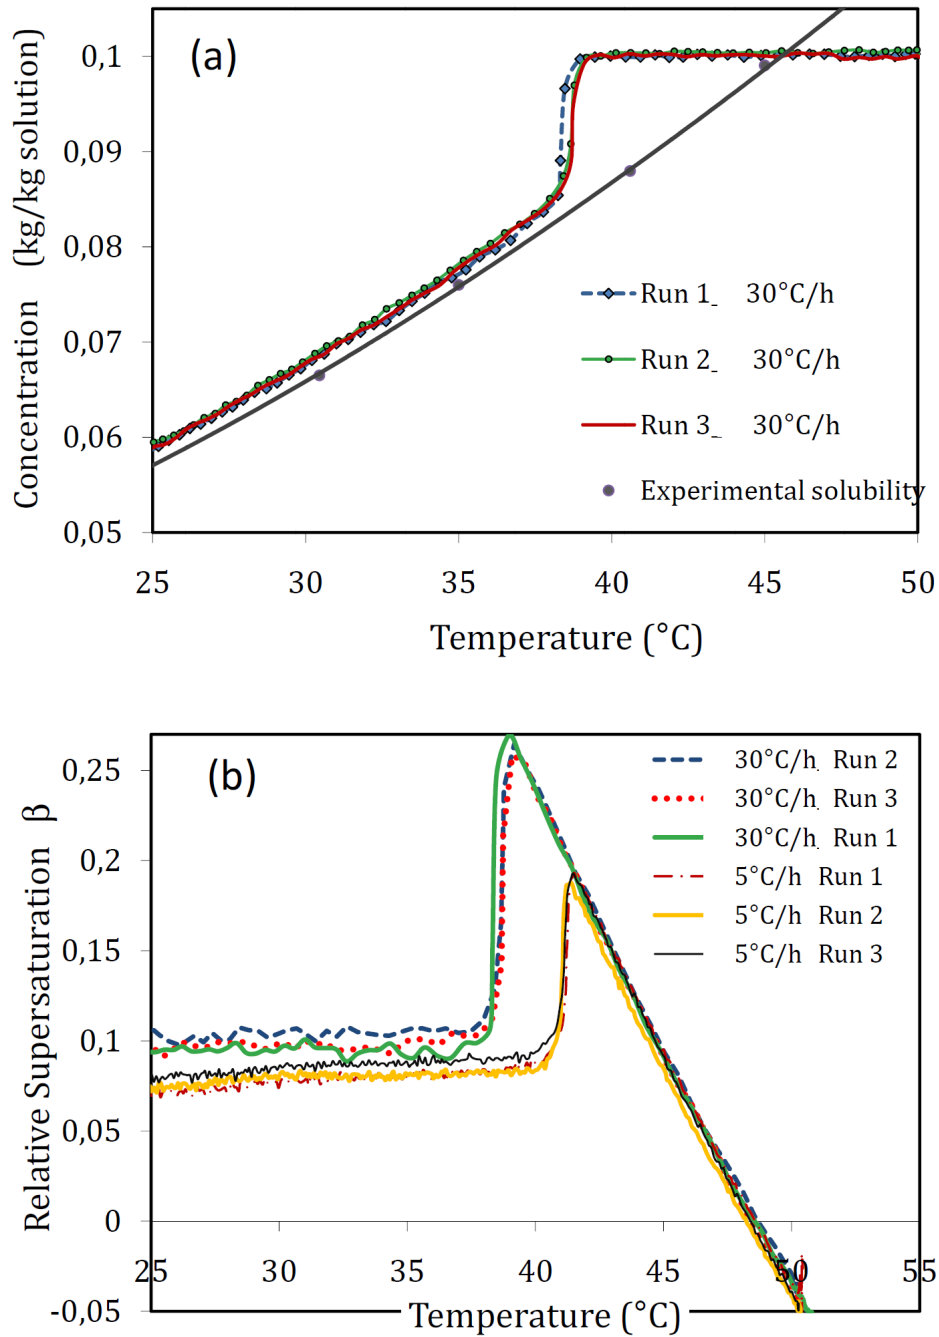 (a)
Concentration (kg/kg solution)
0,1
0,09
0,08
0,07
0,06
0,05
Run 1_ 30°C/h
Run 2_ 30°C/h
Run 3_ 30°C/h
Experimental solubility
25 30 35 40 45 50
Temperature (°C)
(b)
Relative Supersaturation β
0,25
0,2
0,15
0,1
0,05
0
-0,05
30°C/h_ Run 2
30°C/h_ Run 3
30°C/h_ Run 1
5°C/h Run 1
5°C/h Run 2
5°C/h Run 3
25 30 35 40 45 50 55
Temperature (°C)